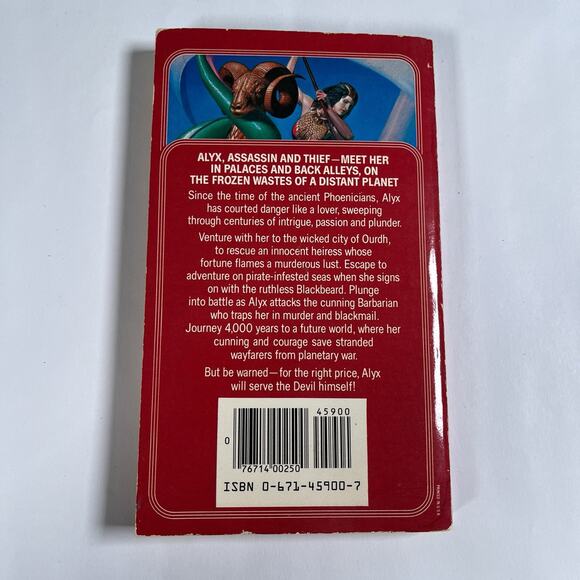 ALYX, ASSASSIN AND THIEF—MEET HER
IN PALACES AND BACK ALLEYS, ON
THE FROZEN WASTES OF A DISTANT PLANET
Since the time of the ancient Phoenicians, Alyx
has courted danger like a lover, sweeping
through centuries of intrigue, passion and plunder.
Venture with her to the wicked city of Ourdh,
to rescue an innocent heiress whose
fortune flames a murderous lust. Escape to
adventure on pirate-infested seas when she signs
on with the ruthless Blackbeard. Plunge
into battle as Alyx attacks the cunning Barbarian
who traps her in murder and blackmail.
Journey 4,000 years to a future world, where her
cunning and courage save stranded
wayfarers from planetary war.
But be warned—for the right price, Alyx
will serve the Devil himself!
45900
0
76714 00250
ISBN 0-671-45900-7
PRINTED IN U.S.A.